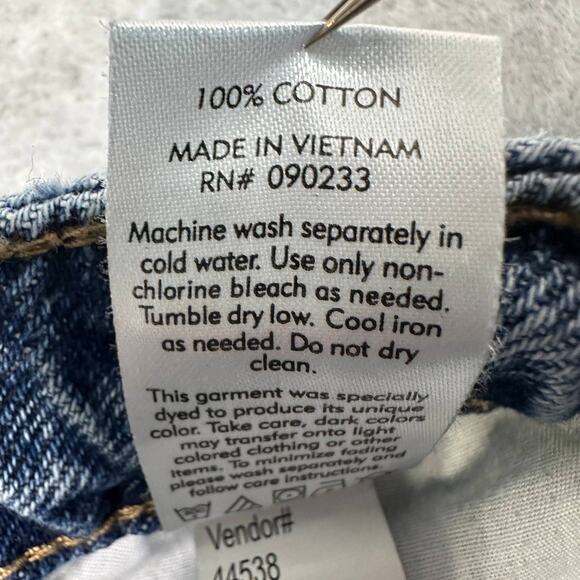 100% COTTON
MADE IN VIETNAM
RN# 090233
Machine wash separately in
cold water. Use only non-
chlorine bleach as needed.
Tumble dry low. Cool iron
as needed. Do not dry
clean.
This garment was specially
dyed to produce its unique
color. Take care, dark colors
may transfer onto light
colored clothing or other
items. To minimize fading
please wash separately and
follow care instructions.
Vendor#
44538